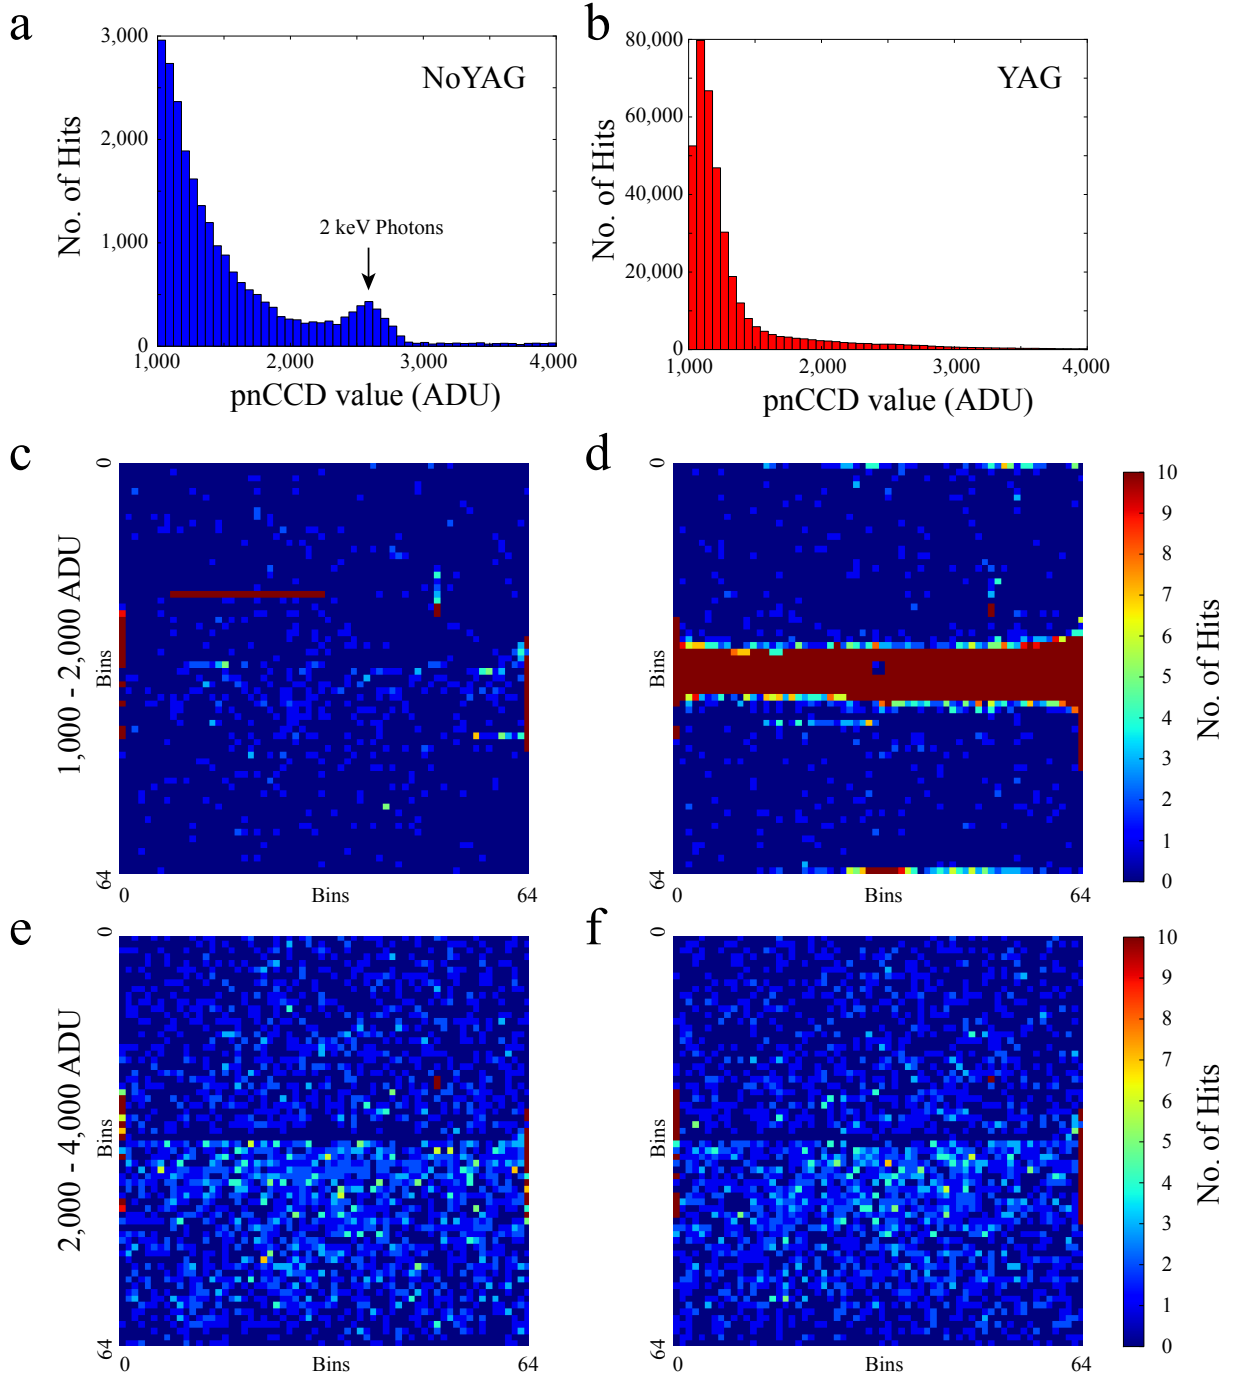 a
3,000
2,000
1,000
0
No. of Hits
NoYAG
2 keV Photons
1,000
2,000
3,000
4,000
pnCCD value (ADU)
b
80,000
60,000
40,000
20,000
0
No. of Hits
YAG
1,000
2,000
3,000
4,000
pnCCD value (ADU)
1,000 - 2,000 ADU
c
0
Bins
64
0
Bins
64
d
0
Bins
64
0
Bins
64
10
9
8
7
6
5
4
3
2
1
0
No. of Hits
2,000 - 4,000 ADU
e
0
Bins
64
0
Bins
64
f
0
Bins
64
0
Bins
64
10
9
8
7
6
5
4
3
2
1
0
No. of Hits